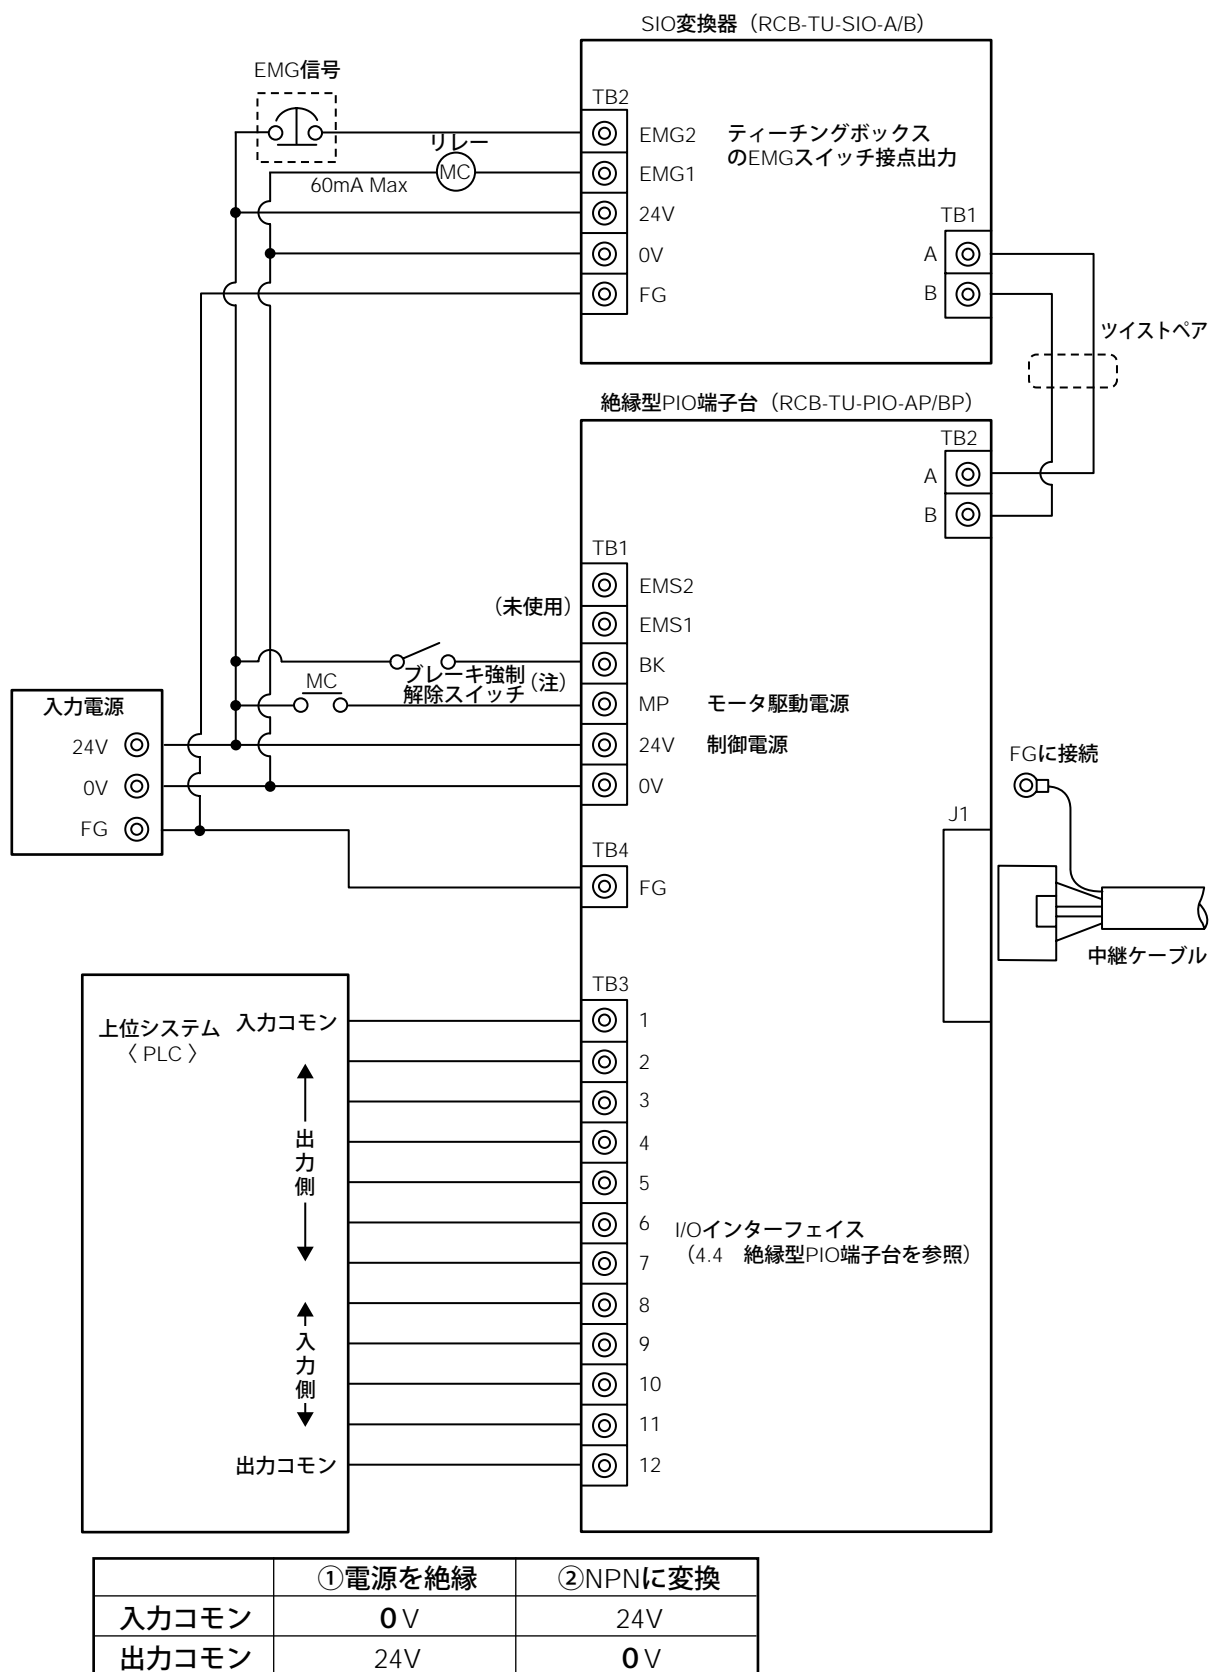 SIO変換器（RCB-TU-SIO-A/B）
EMG信号
TB2
リレー
EMG2 ティーチングボックス
のEMGスイッチ接点出力
MC
EMG1
60mA Max
24V
TB1
0V
A
FG
B
ツイストペア
絶縁型PIO端子台（RCB-TU-PIO-AP/BP）
TB2
A
B
TB1
EMS2
（未使用）
EMS1
BK
ブレーキ強制
解除スイッチ（注）
MC
MP モータ駆動電源
入力電源
24V
24V 制御電源
0V
0V
FG
FGに接続
J1
TB4
FG
中継ケーブル
TB3
上位システム
〈 PLC 〉
入力コモン
1
2
3
4
出力側
5
6
I/Oインターフェイス
（4.4 絶縁型PIO端子台を参照）
7
8
入力側
9
10
11
出力コモン
12
①電源を絶縁 ②NPNに変換
入力コモン 0V 24V
出力コモン 24V 0V